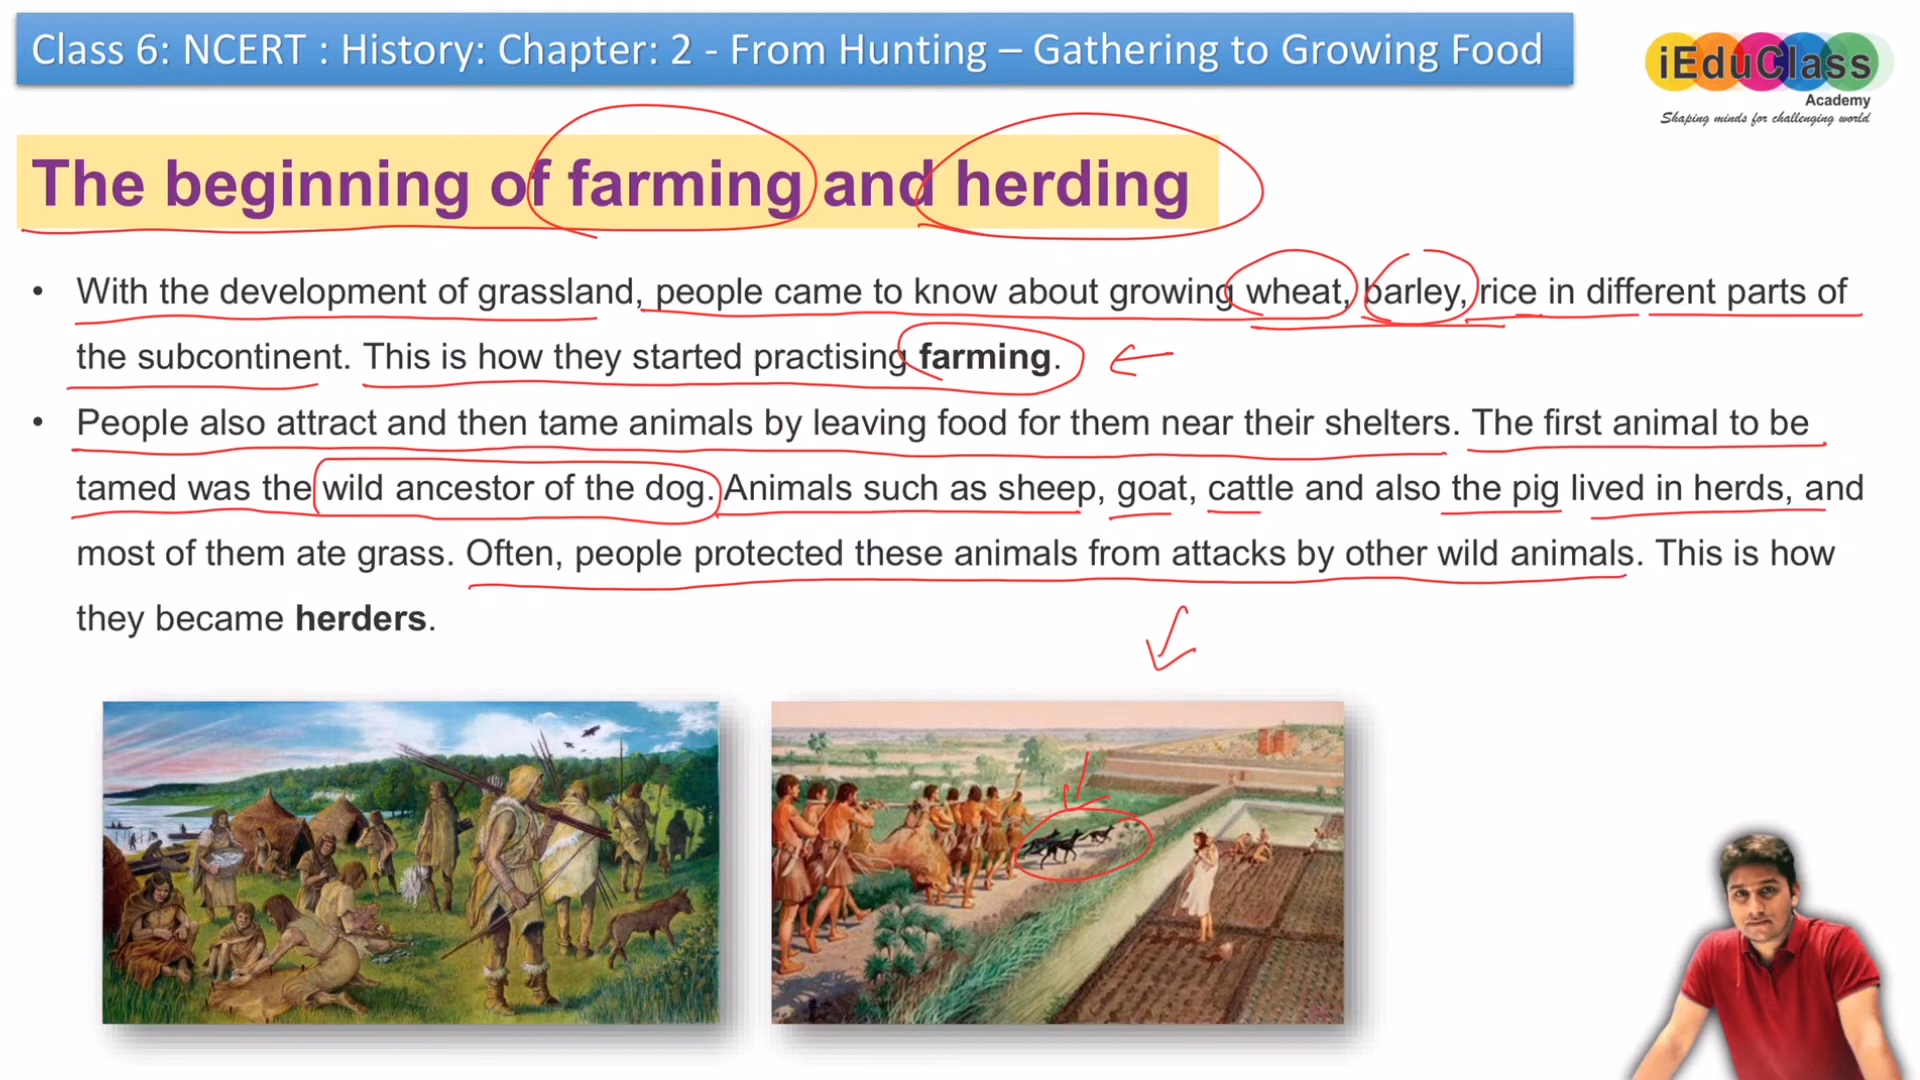 Class 6: NCERT : History: Chapter: 2 - From Hunting – Gathering to Growing Food
iEduClass
Academy
Shaping minds for challenging world
The beginning of farming and herding
• With the development of grassland, people came to know about growing wheat, barley, rice in different parts of
the subcontinent. This is how they started practising farming.
• People also attract and then tame animals by leaving food for them near their shelters. The first animal to be
tamed was the wild ancestor of the dog. Animals such as sheep, goat, cattle and also the pig lived in herds, and
most of them ate grass. Often, people protected these animals from attacks by other wild animals. This is how
they became herders.